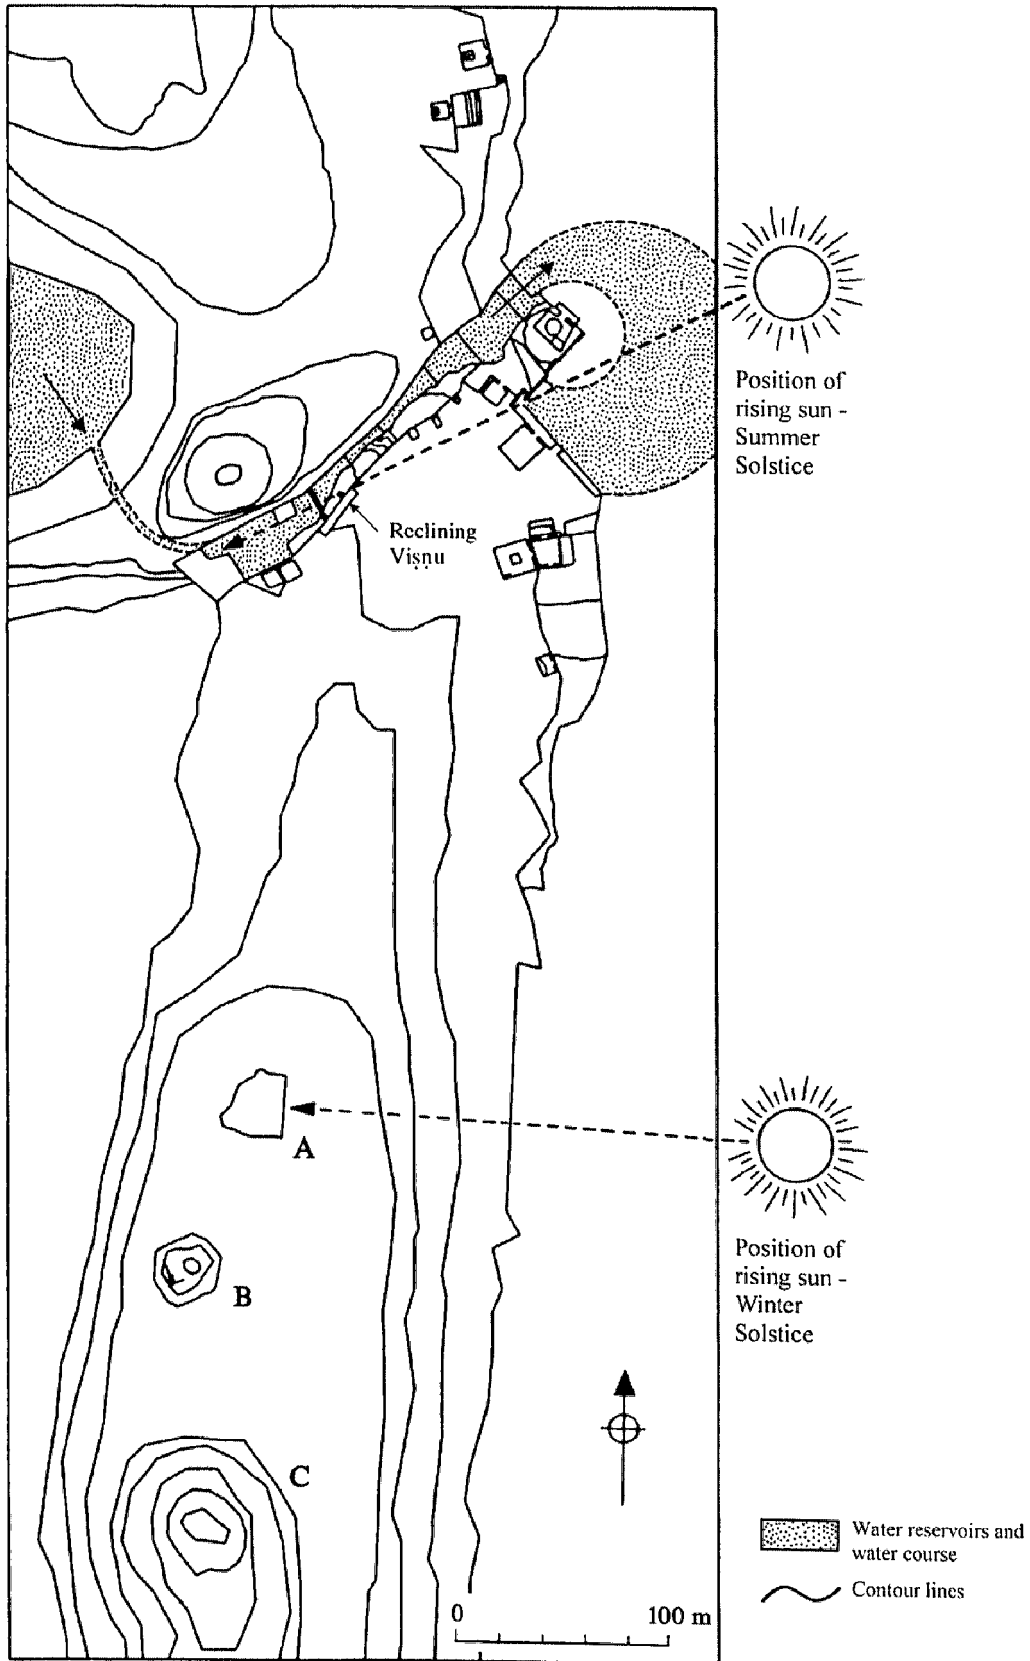 Position of
rising sun -
Summer
Solstice
Reclining
Viṣṇu
A
Position of
rising sun -
Winter
Solstice
B
C
0 100 m
Water reservoirs and
water course
Contour lines